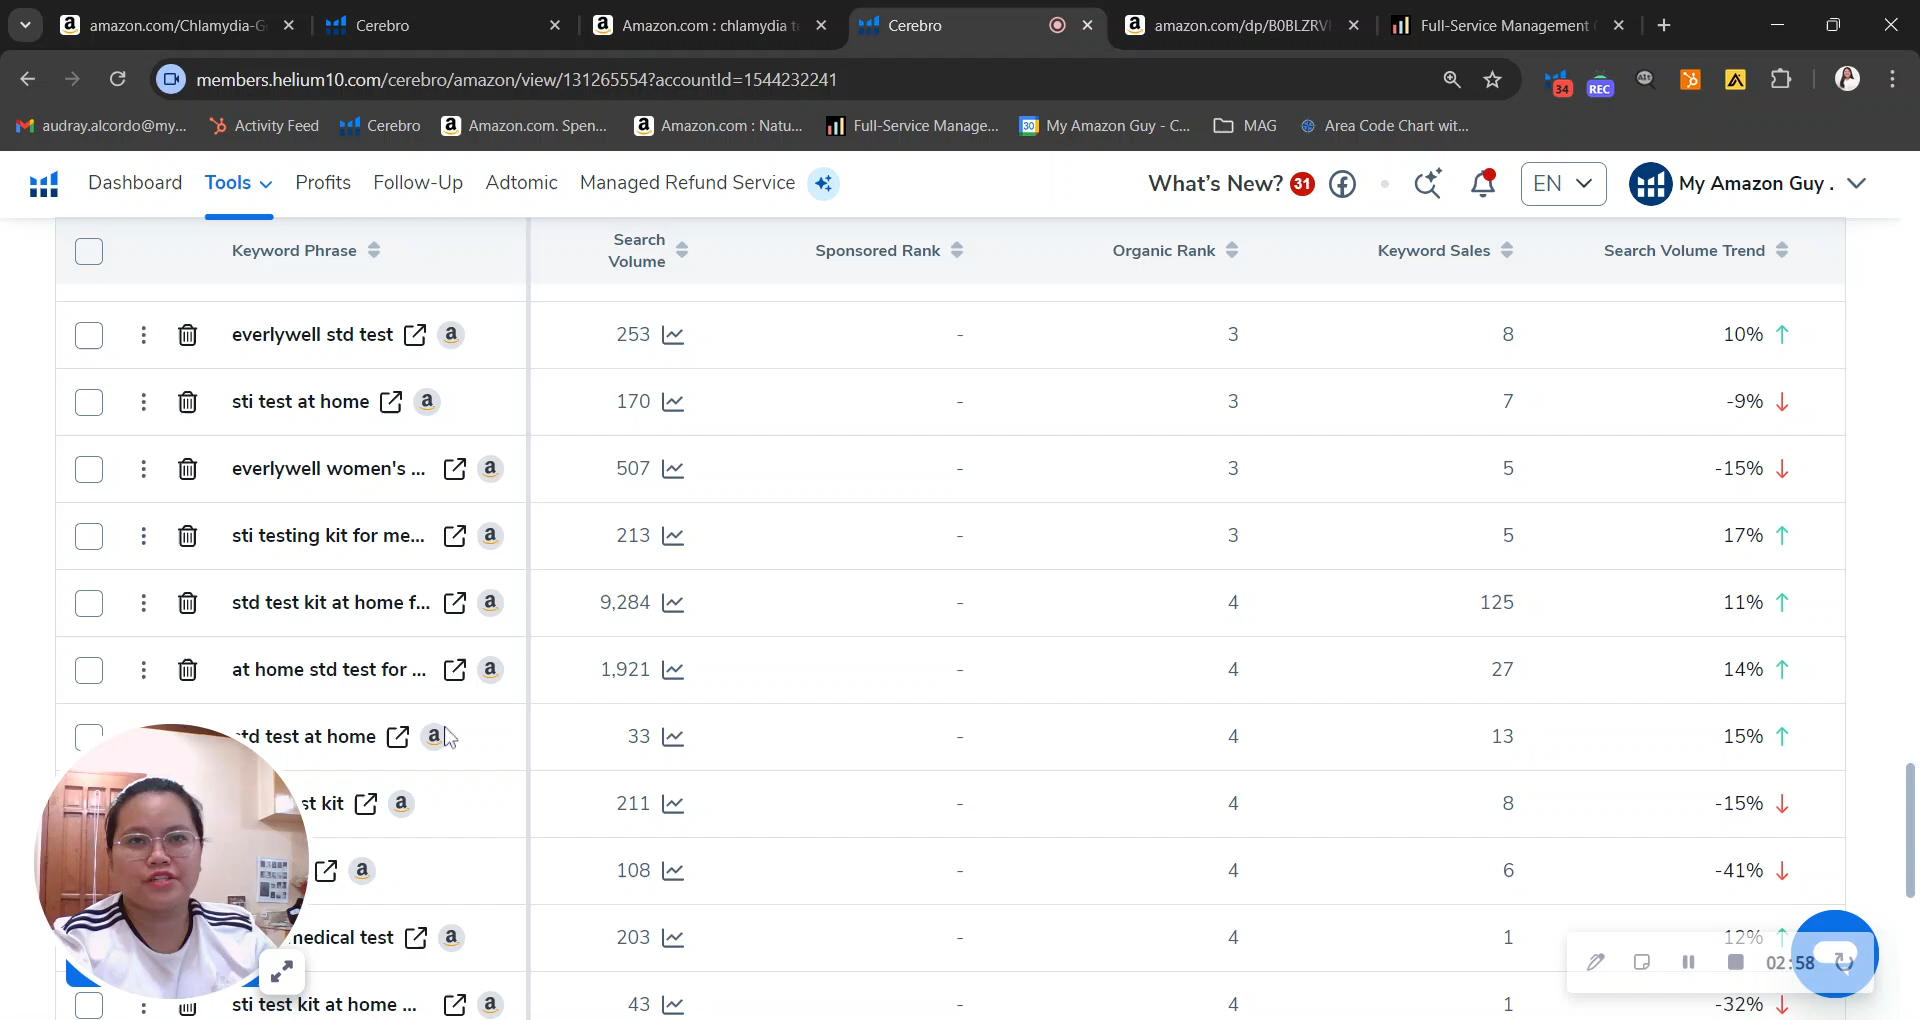 amazon.com/Chlamydia-G
Cerebro
Amazon.com : chlamydia te
Cerebro
amazon.com/dp/B0BLZRV
Full-Service Management
members.helium10.com/cerebro/amazon/view/131265554?accountId=1544232241
34
REC
audray.alcordo@my...
Activity Feed
Cerebro
Amazon.com. Spen...
Amazon.com : Natu...
Full-Service Manage...
30
My Amazon Guy - C...
MAG
Area Code Chart wit...
Dashboard
Tools
Profits
Follow-Up
Adtomic
Managed Refund Service
What's New? 31
EN
My Amazon Guy .
Keyword Phrase
Search Volume
Sponsored Rank
Organic Rank
Keyword Sales
Search Volume Trend
everlywell std test a 253 - 3 8 10%
sti test at home a 170 - 3 7 -9%
everlywell women's ... a 507 - 3 5 -15%
sti testing kit for me... a 213 - 3 5 17%
std test kit at home f... a 9,284 - 4 125 11%
at home std test for ... a 1,921 - 4 27 14%
std test at home a 33 - 4 13 15%
st kit a 211 - 4 8 -15%
a 108 - 4 6 -41%
medical test a 203 - 4 1 12%
02:58
sti test kit at home ... a 43 - 4 1 -32%